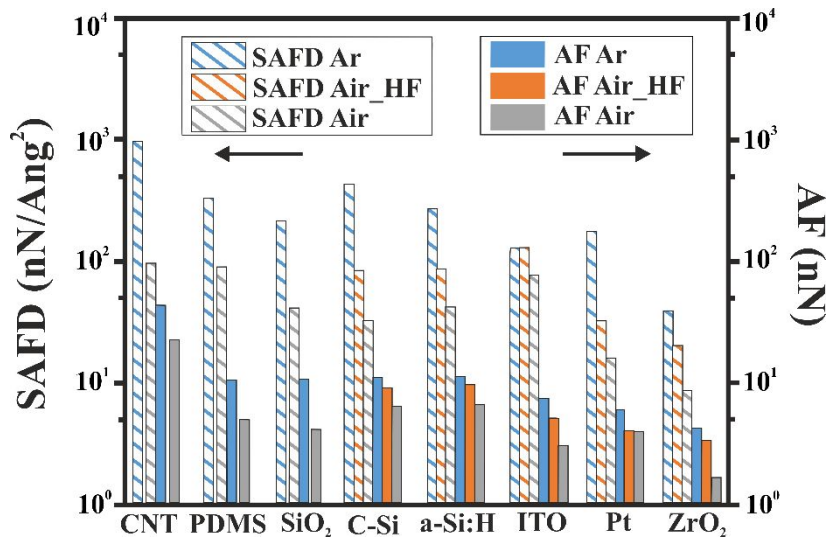 10⁴
10³
10²
10¹
10⁰
SAFD (nn/Ang²)
SAFD Ar
SAFD Air_HF
SAFD Air
AF Ar
AF Air_HF
AF Air
10⁴
10³
10²
10¹
10⁰
AF (nN)
CNT PDMS SiO₂ C-Si a-Si:H ITO Pt ZrO₂